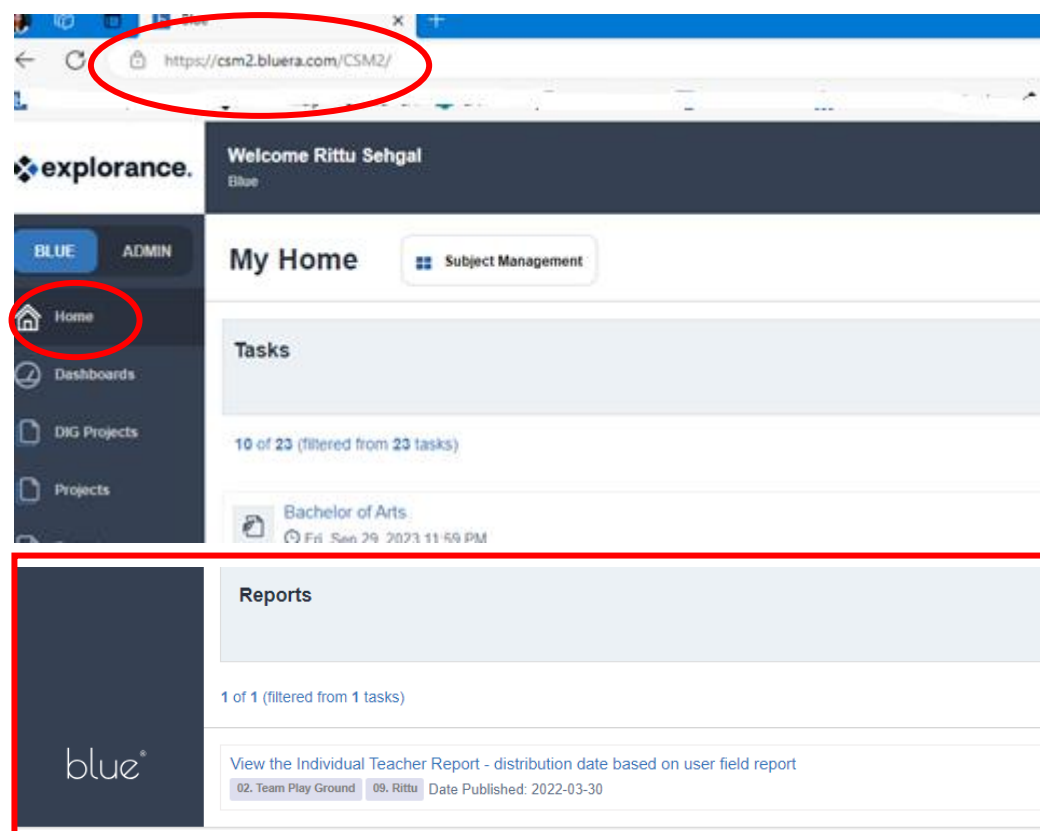 Blue
https://csm2.bluera.com/CSM2/
explorance.
Welcome Rittu Sehgal
Blue
BLUE ADMIN
My Home Subject Management
Home
Tasks
Dashboards
DIG Projects
10 of 23 (filtered from 23 tasks)
Projects
Bachelor of Arts
Fri, Sep 29, 2023 11:59 PM
Reports
1 of 1 (filtered from 1 tasks)
blue®
View the Individual Teacher Report - distribution date based on user field report
02. Team Play Ground 09. Rittu Date Published: 2022-03-30